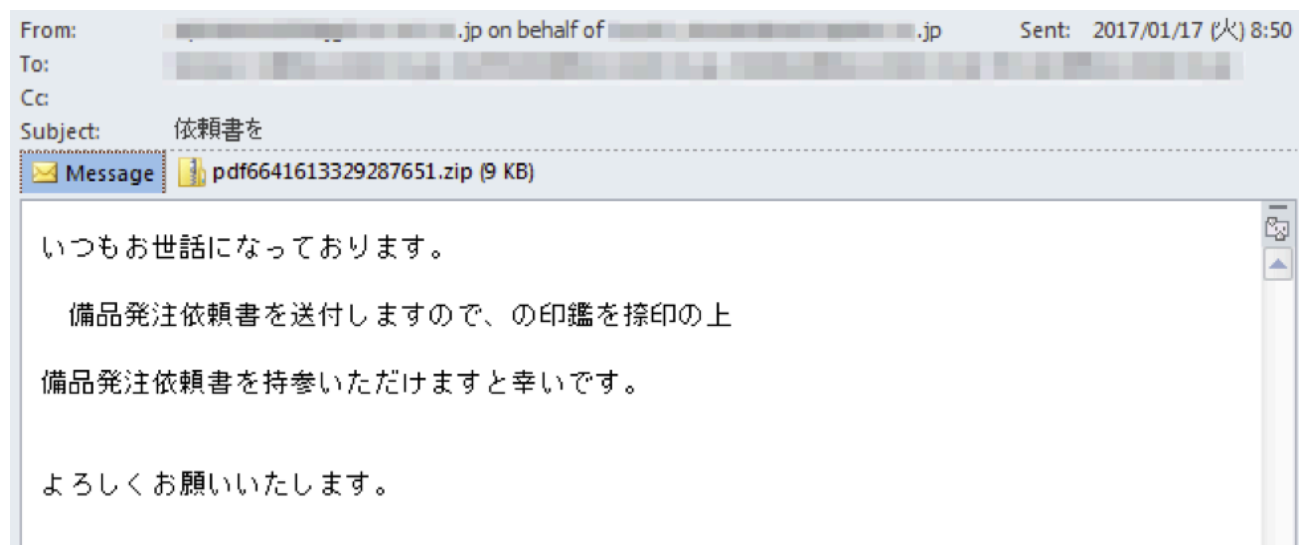 From: .jp on behalf of .jp Sent: 2017/01/17 (火) 8:50
To:
Cc:
Subject: 依頼書を
Message pdf6641613329287651.zip (9 KB)
いつもお世話になっております。
備品発注依頼書を送付しますので、の印鑑を捺印の上
備品発注依頼書を持参いただけますと幸いです。
よろしくお願いいたします。